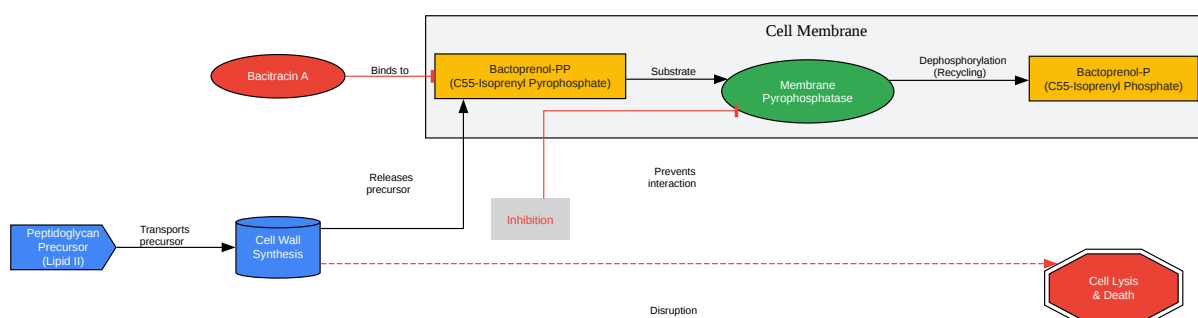 Cell Membrane
Bacitracin A
Binds to
Bactoprenol-PP
(C55-Isoprenyl Pyrophosphate)
Substrate
Membrane
Pyrophosphatase
Dephosphorylation
(Recycling)
Bactoprenol-P
(C55-Isoprenyl Phosphate)
Releases
precursor
Prevents
interaction
Inhibition
Peptidoglycan
Precursor
(Lipid II)
Transports
precursor
Cell Wall
Synthesis
Cell Lysis
& Death
Disruption